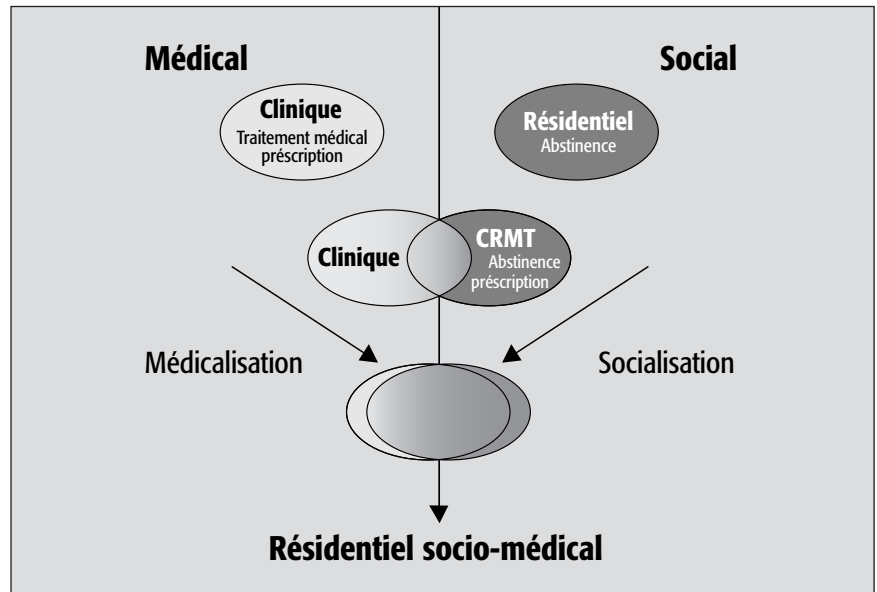 Médical
Social
Clinique
Traitement médical
préscription
Résidentiel
Abstinence
Clinique
CRMT
Abstinence
préscription
Médicalisation
Socialisation
Résidentiel socio-médical